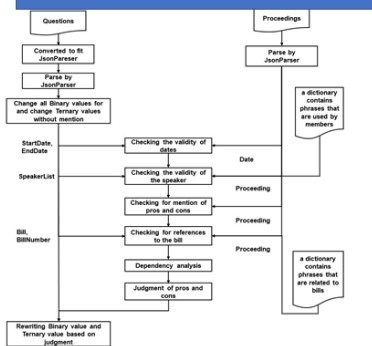 Questions
Proceedings
Converted to fit
JsonPareser
Parse by
JsonParser
Parse by
JsonParser
Change all Binary values for
and change Ternary values
without mention
a dictionary
contains
phrases that
are used by
members
StartDate,
EndDate
Checking the validity of
dates
Date
SpeakerList
Checking the validity of
the speaker
Proceeding
Checking for mention of
pros and cons
Proceeding
Bill,
BillNumber
Checking for references
to the bill
Proceeding
Dependency analysis
a dictionary
contains
phrases that
are related to
bills
Judgment of pros and
cons
Rewriting Binary value and
Ternary value based on
judgment